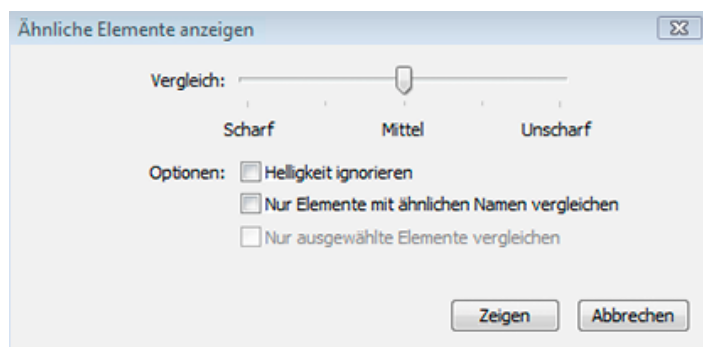 Ähnliche Elemente anzeigen
Vergleich:
Scharf Mittel Unscharf
Optionen: Helligkeit ignorieren
Nur Elemente mit ähnlichen Namen vergleichen
Nur ausgewählte Elemente vergleichen
Zeigen Abbrechen